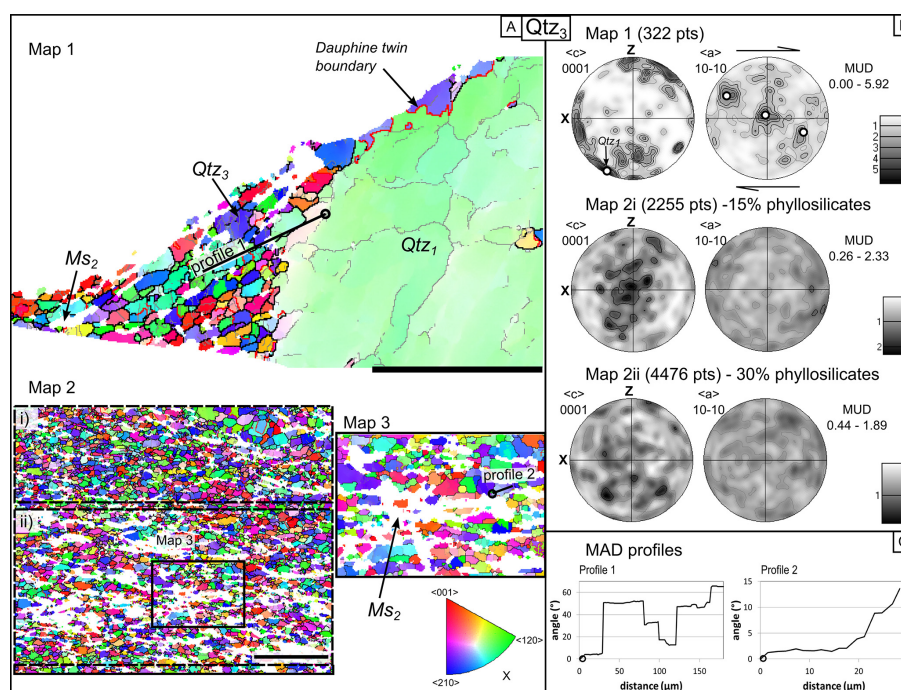 A Qtz3
Map 1
Dauphine twin
boundary
Qtz3
profile 1
Ms2
Qtz1
Map 2
i)
ii)
Map 3
Map 3
profile 2
Ms2
<001>
<120>
<210>
X
Map 1 (322 pts)
<c>
0001
Z
<a>
10-10
MUD
0.00 - 5.92
X
Qtz1
1
2
3
4
5
Map 2i (2255 pts) -15% phyllosilicates
<c>
0001
Z
<a>
10-10
MUD
0.26 - 2.33
X
1
2
Map 2ii (4476 pts) - 30% phyllosilicates
<c>
0001
Z
<a>
10-10
MUD
0.44 - 1.89
X
1
MAD profiles
Profile 1
angle (°)
60
40
20
0
0 50 100 150
distance (µm)
Profile 2
angle (°)
15
10
5
0
0 10 20
distance (µm)